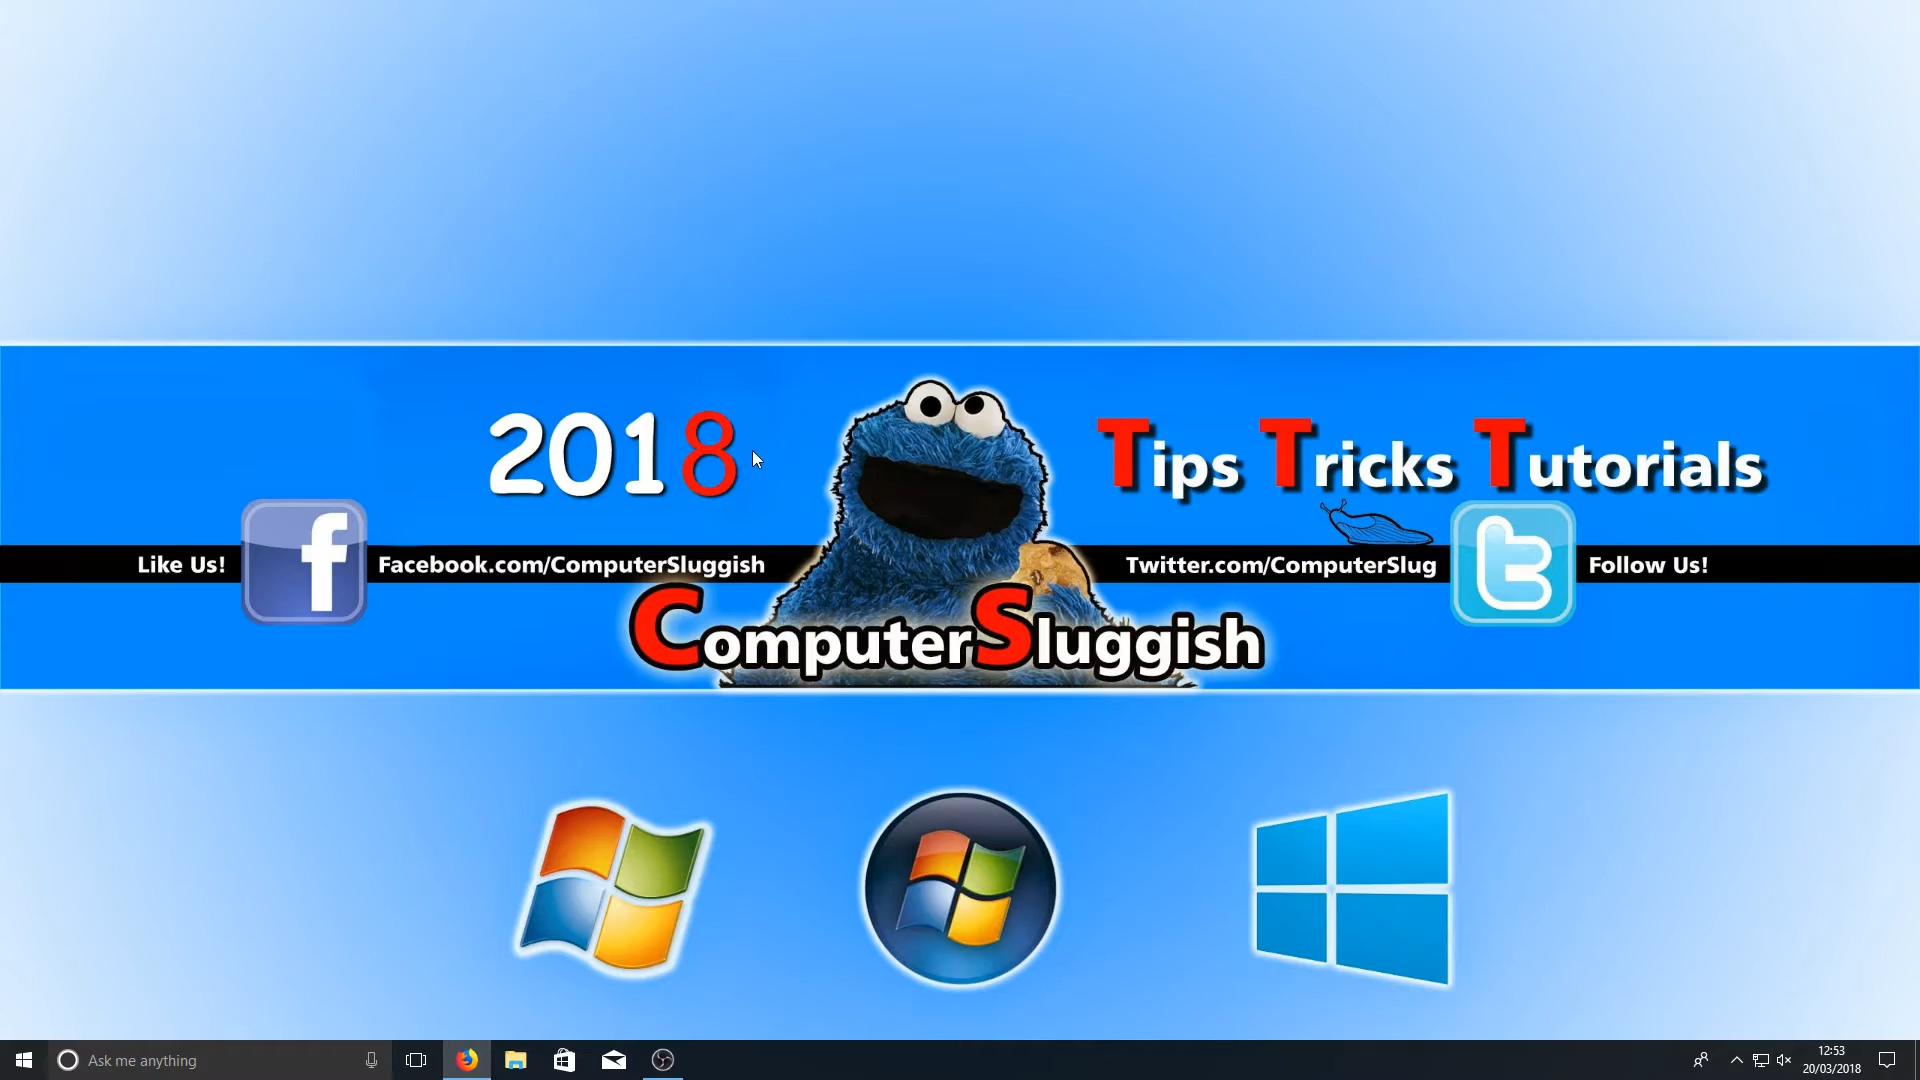 2018
Tips Tricks Tutorials
Like Us!
Facebook.com/ComputerSluggish
Twitter.com/ComputerSlug
Follow Us!
ComputerSluggish
Ask me anything
12:53
20/03/2018